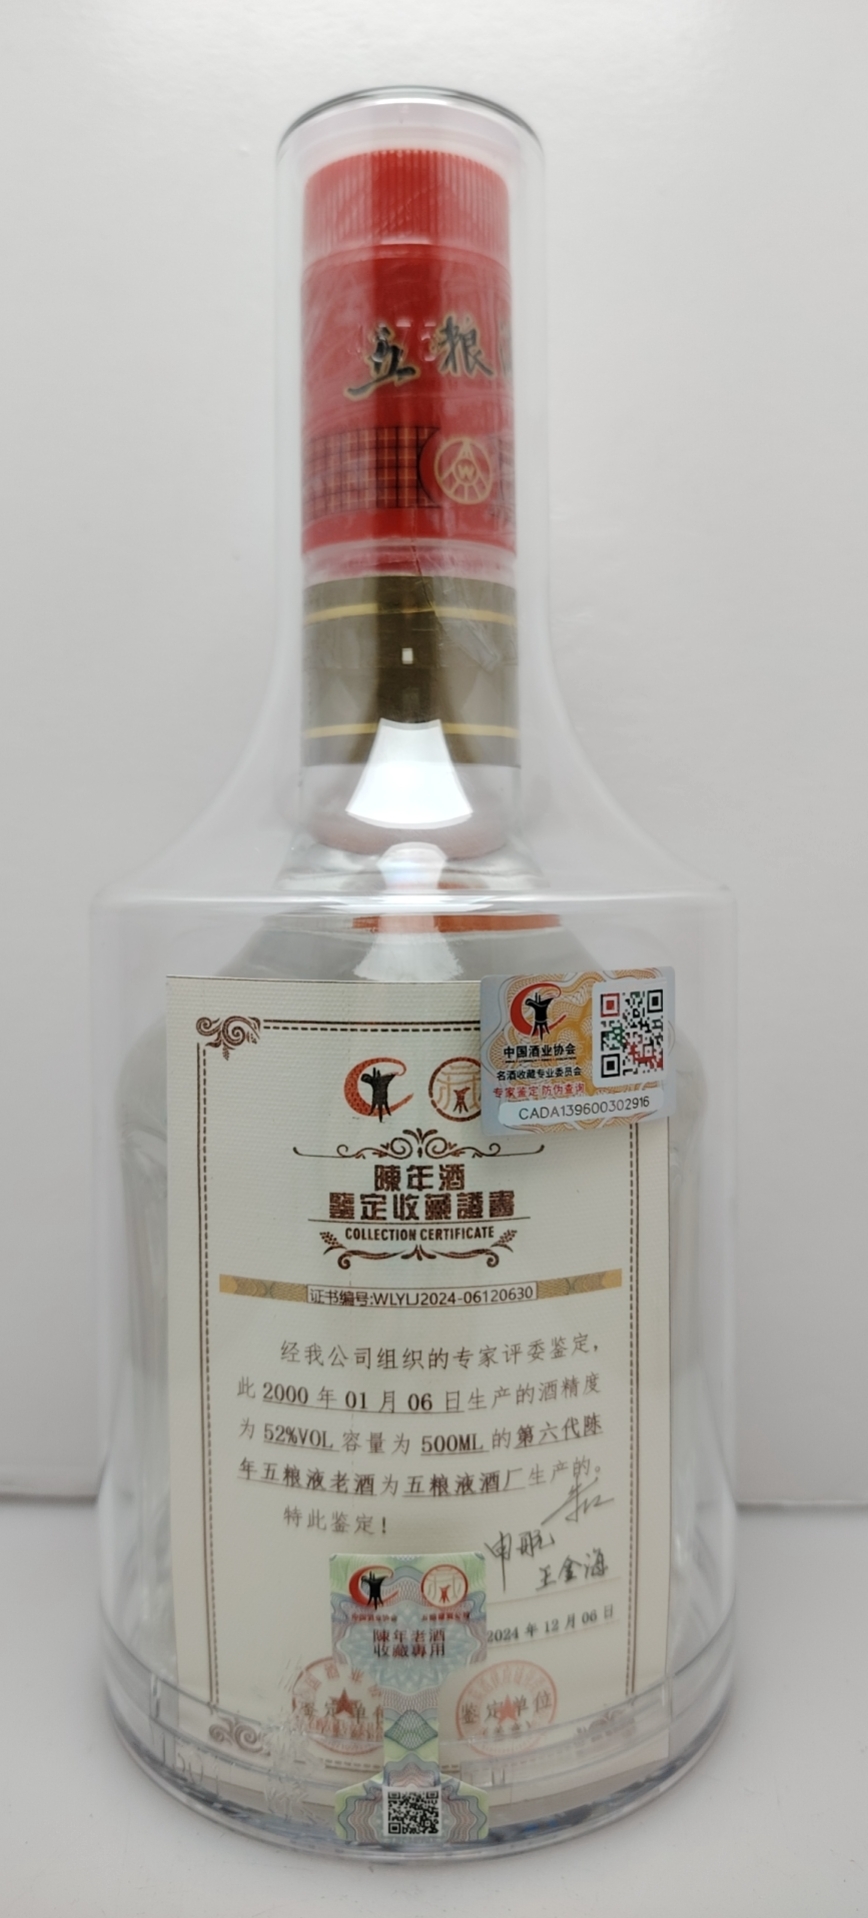 五粮
中国酒业协会
名酒收藏专业委员会
专家鉴定 防伪查询
CADA139600302916
陳年酒
鑒定收藏證書
COLLECTION CERTIFICATE
证书编号:WLYLJ2024-06120630
经我公司组织的专家评委鉴定，
此 2000 年 01 月 06 日生产的酒精度
为 52%VOL 容量为 500ML 的第六代陈
年五粮液老酒为五粮液酒厂生产的。
特此鉴定！
申航
王金海
2024 年 12 月 06 日
陳年老酒
收藏專用
鉴定单位
鉴定单位